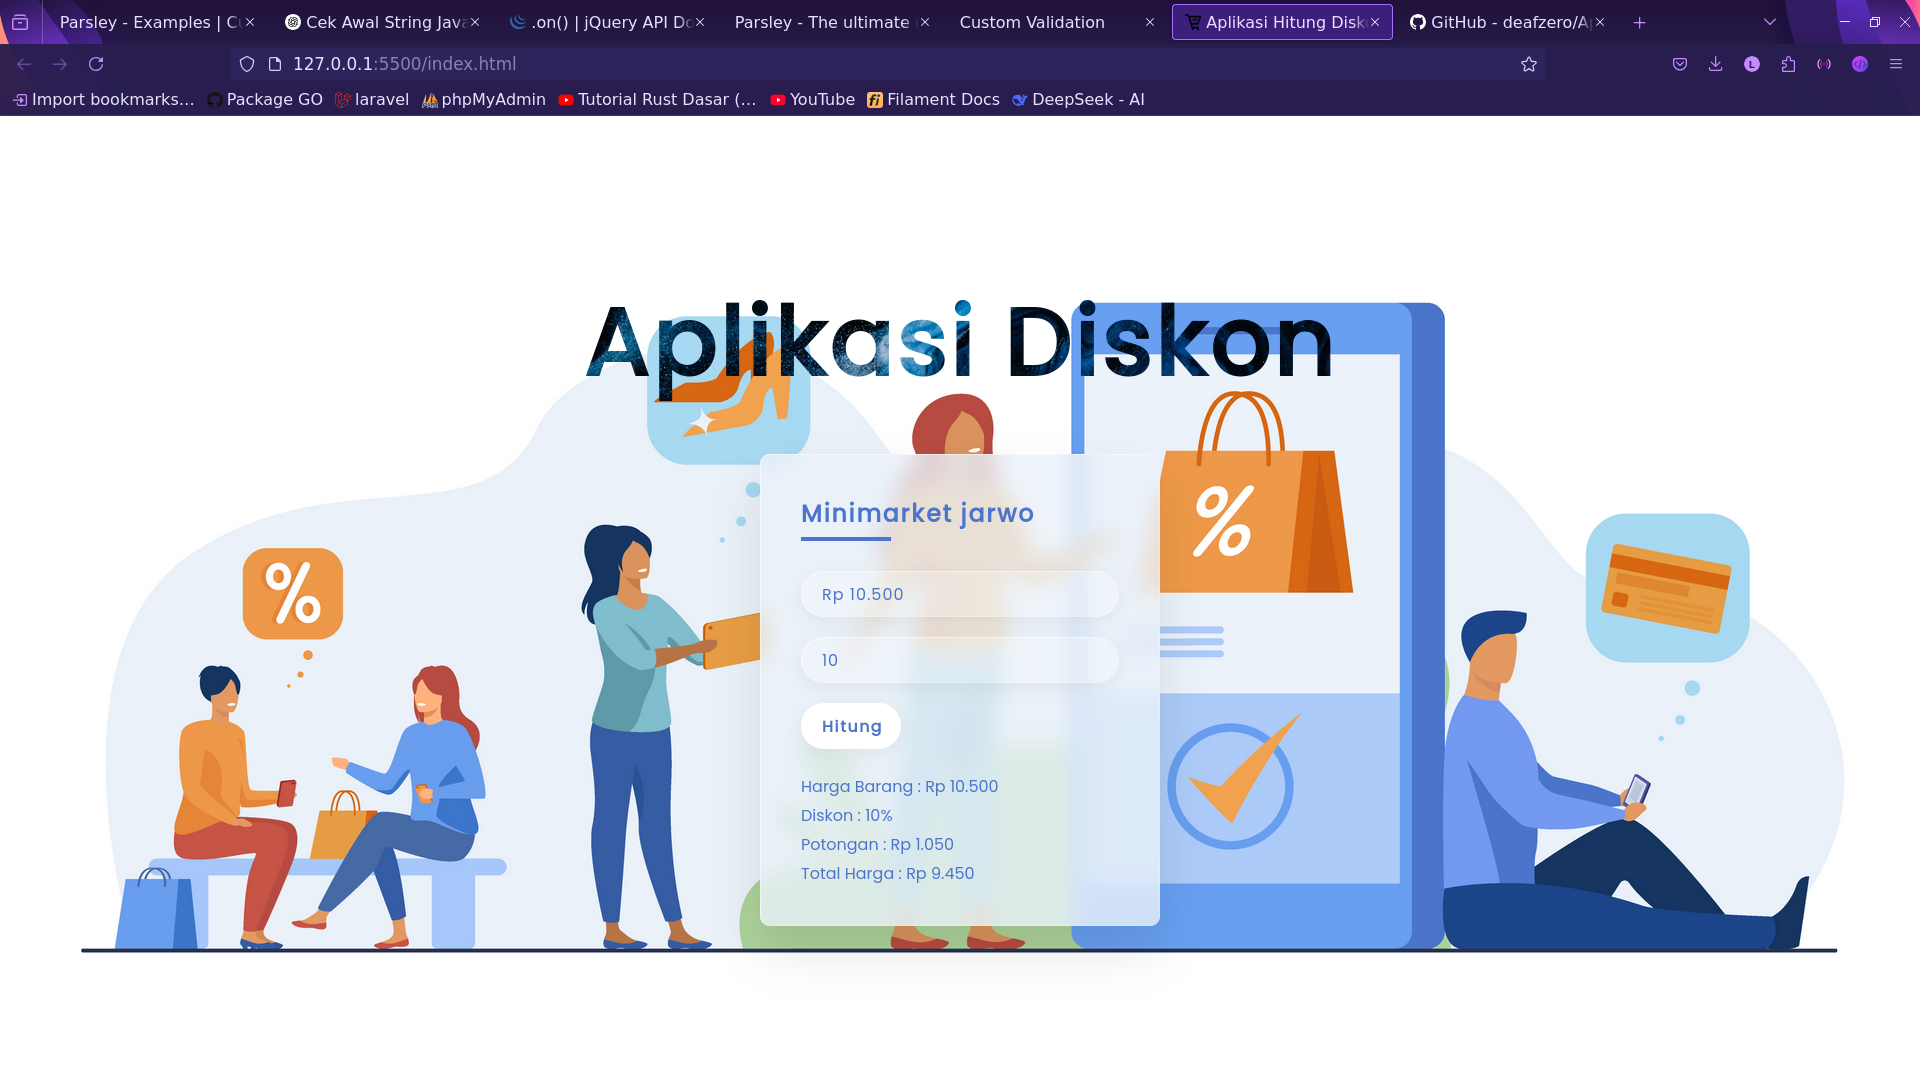 Parsley - Examples | C
Cek Awal String Java
.on() | jQuery API Do
Parsley - The ultimate
Custom Validation
Aplikasi Hitung Disk
GitHub - deafzero/A
127.0.0.1:5500/index.html
L
Import bookmarks...
Package GO
laravel
phpMyAdmin
Tutorial Rust Dasar (...
YouTube
Filament Docs
DeepSeek - AI
Aplikasi Diskon
%
%
Minimarket jarwo
Rp 10.500
10
Hitung
Harga Barang : Rp 10.500
Diskon : 10%
Potongan : Rp 1.050
Total Harga : Rp 9.450